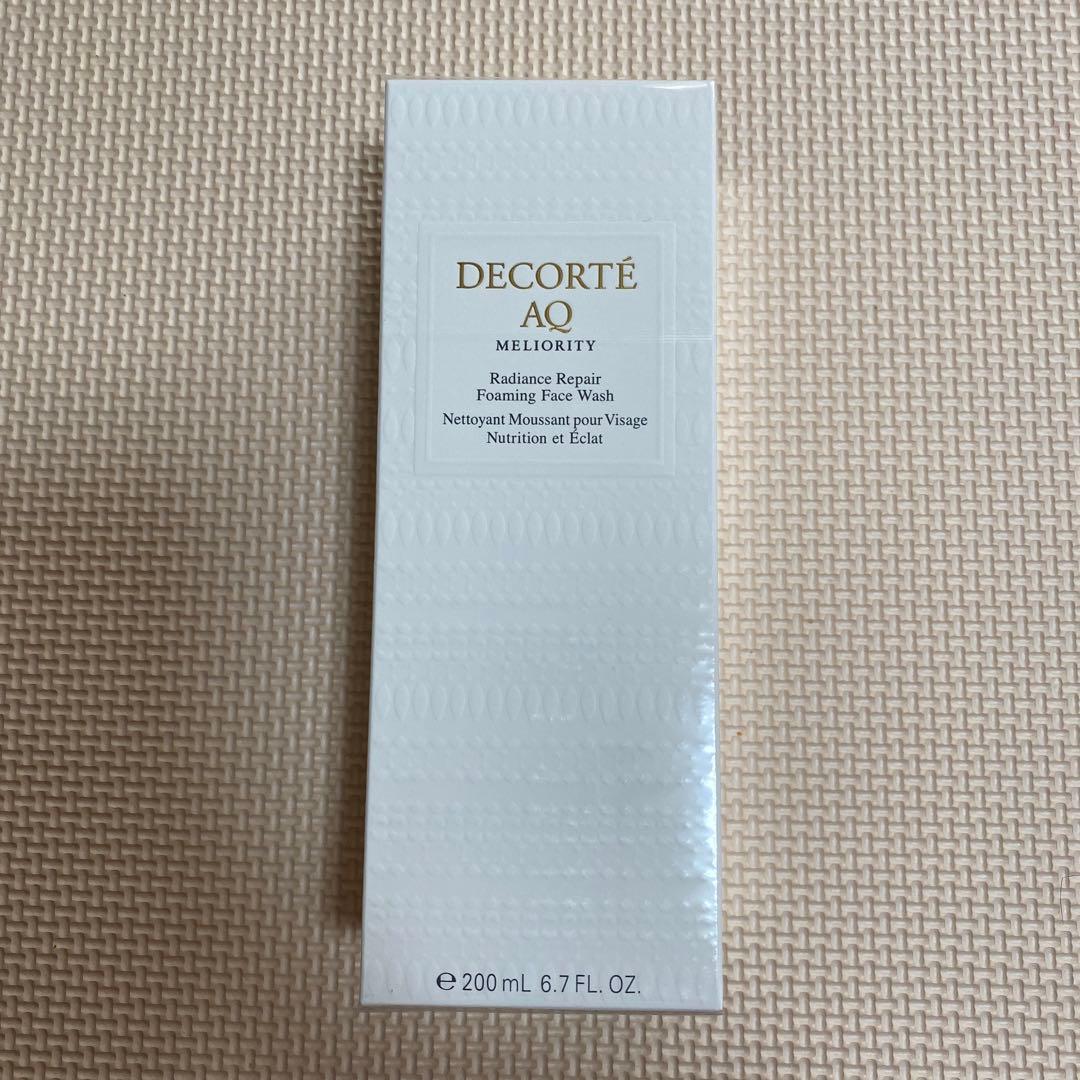 DECORTÉ
AQ
MELIORITY
Radiance Repair
Foaming Face Wash
Nettoyant Moussant pour Visage
Nutrition et Éclat
℮ 200 mL 6.7 FL. OZ.